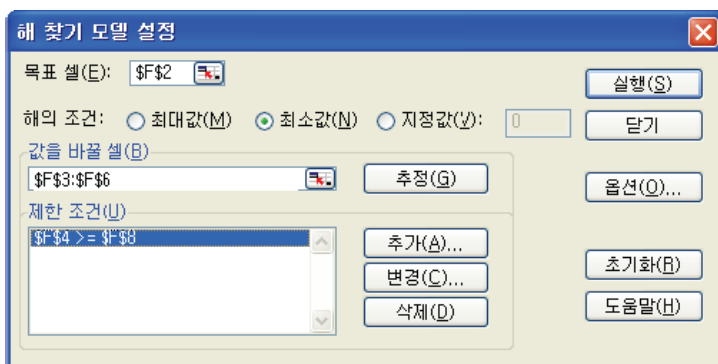 해 찾기 모델 설정
목표 셀(E): $F$2
실행(S)
해의 조건: 최대값(M) 최소값(N) 지정값(V): 0
닫기
값을 바꿀 셀(B)
$F$3:$F$6
추정(G)
옵션(O)...
제한 조건(U)
$F$4 >= $F$8
추가(A)...
변경(C)...
삭제(D)
초기화(R)
도움말(H)